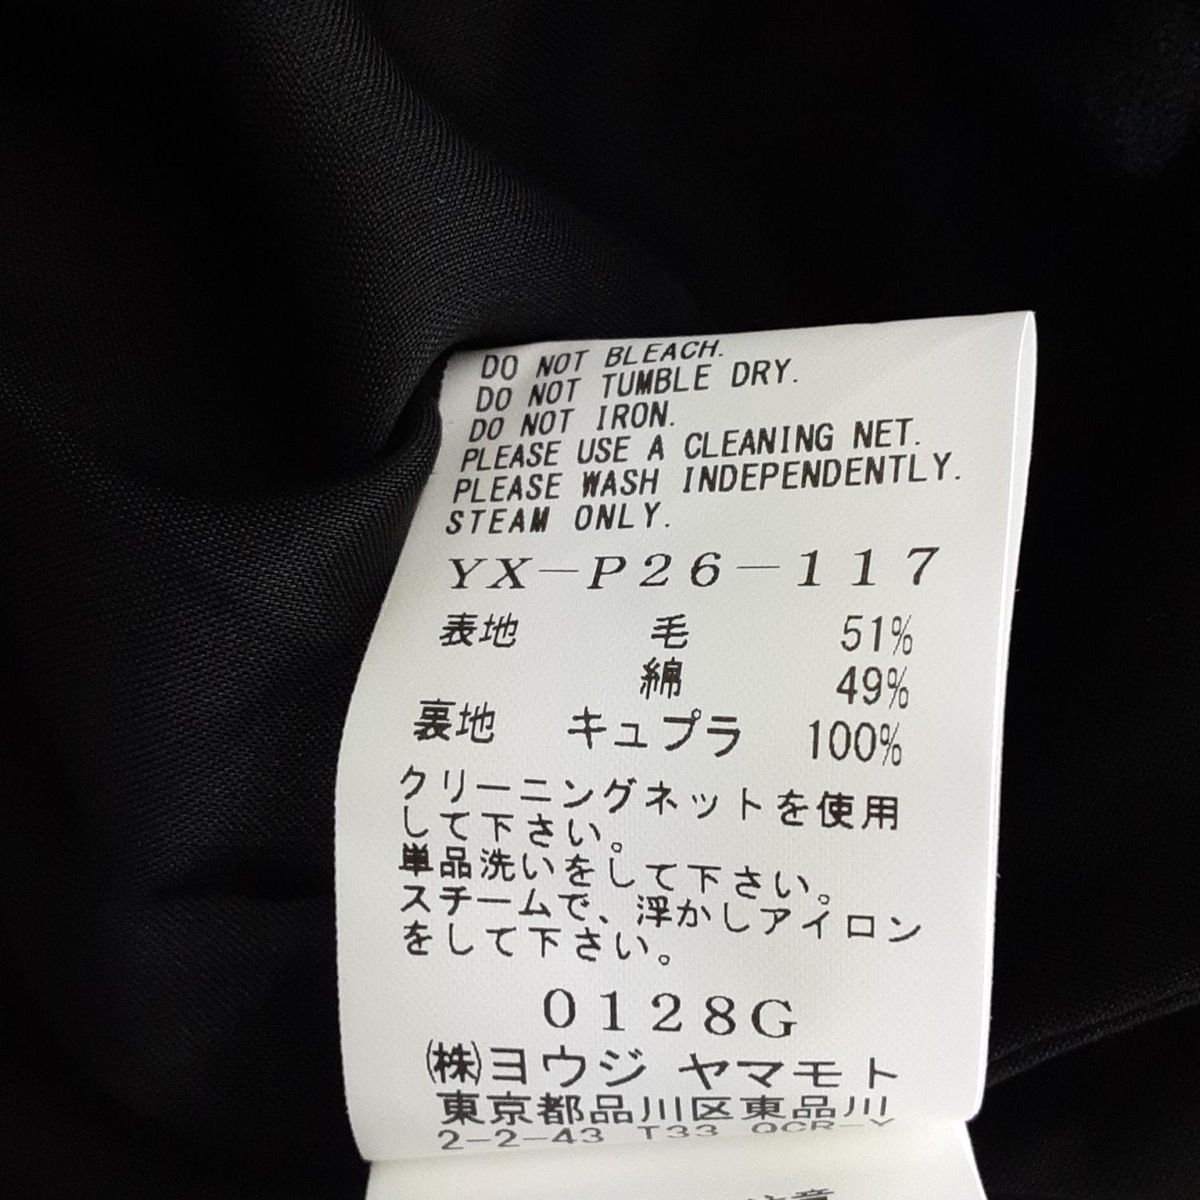 DO NOT BLEACH.
DO NOT TUMBLE DRY.
DO NOT IRON.
PLEASE USE A CLEANING NET.
PLEASE WASH INDEPENDENTLY.
STEAM ONLY.
YX-P26-117
表地 毛 51%
綿 49%
裏地 キュプラ 100%
クリーニングネットを使用
して下さい。
単品洗いをして下さい。
スチームで、浮かしアイロン
をして下さい。
0128G
㈱ヨウジ ヤマモト
東京都品川区東品川
2-2-43 T33 QCR-Y
注意